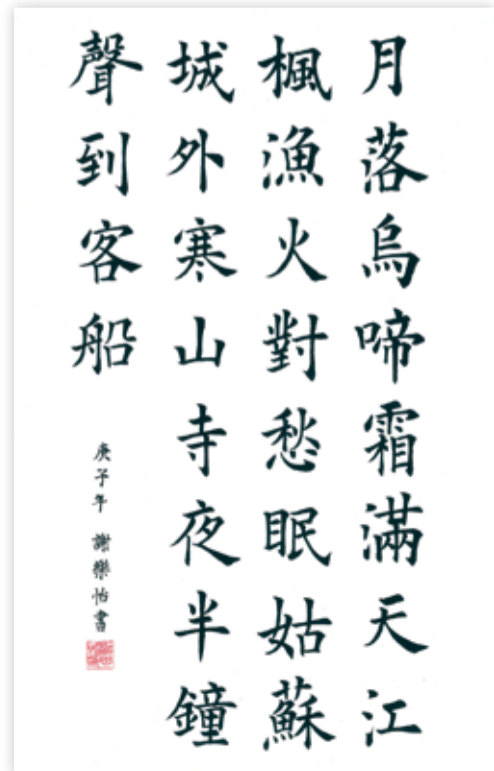 月落烏啼霜滿天江
楓漁火對愁眠姑蘇
城外寒山寺夜半鐘
聲到客船
庚子年 謝樂怡書